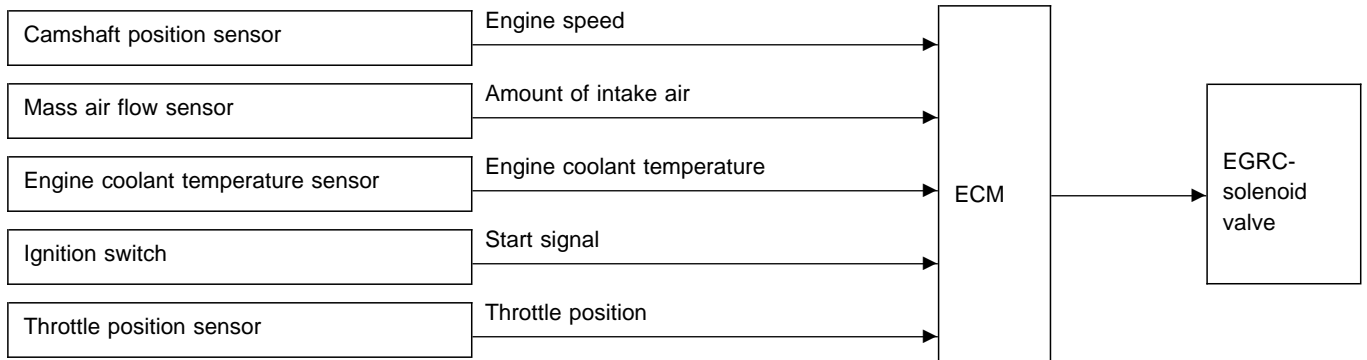 Camshaft position sensor
Engine speed
Mass air flow sensor
Amount of intake air
Engine coolant temperature sensor
Engine coolant temperature
Ignition switch
Start signal
Throttle position sensor
Throttle position
ECM
EGRC-
solenoid
valve